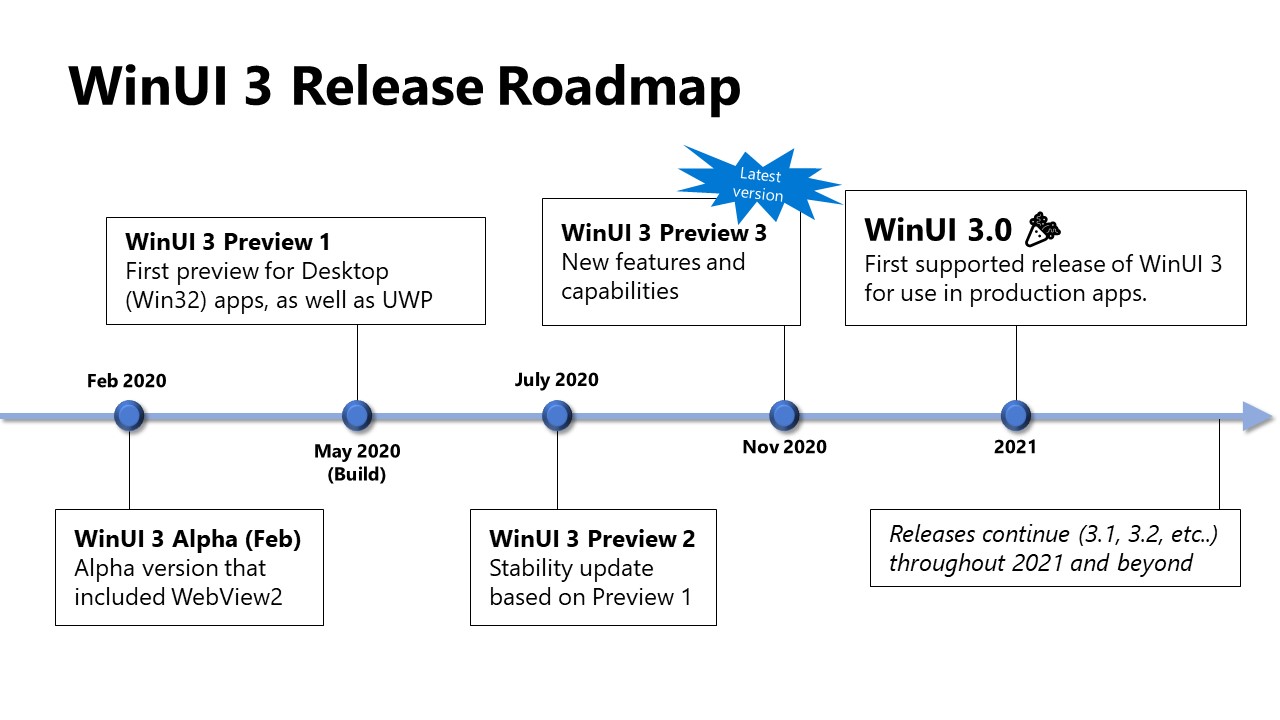 WinUI 3 Release Roadmap
Latest
version
WinUI 3 Preview 1
First preview for Desktop
(Win32) apps, as well as UWP
WinUI 3 Preview 3
New features and
capabilities
WinUI 3.0
First supported release of WinUI 3
for use in production apps.
Feb 2020
July 2020
May 2020
(Build)
Nov 2020
2021
WinUI 3 Alpha (Feb)
Alpha version that
included WebView2
WinUI 3 Preview 2
Stability update
based on Preview 1
Releases continue (3.1, 3.2, etc..)
throughout 2021 and beyond